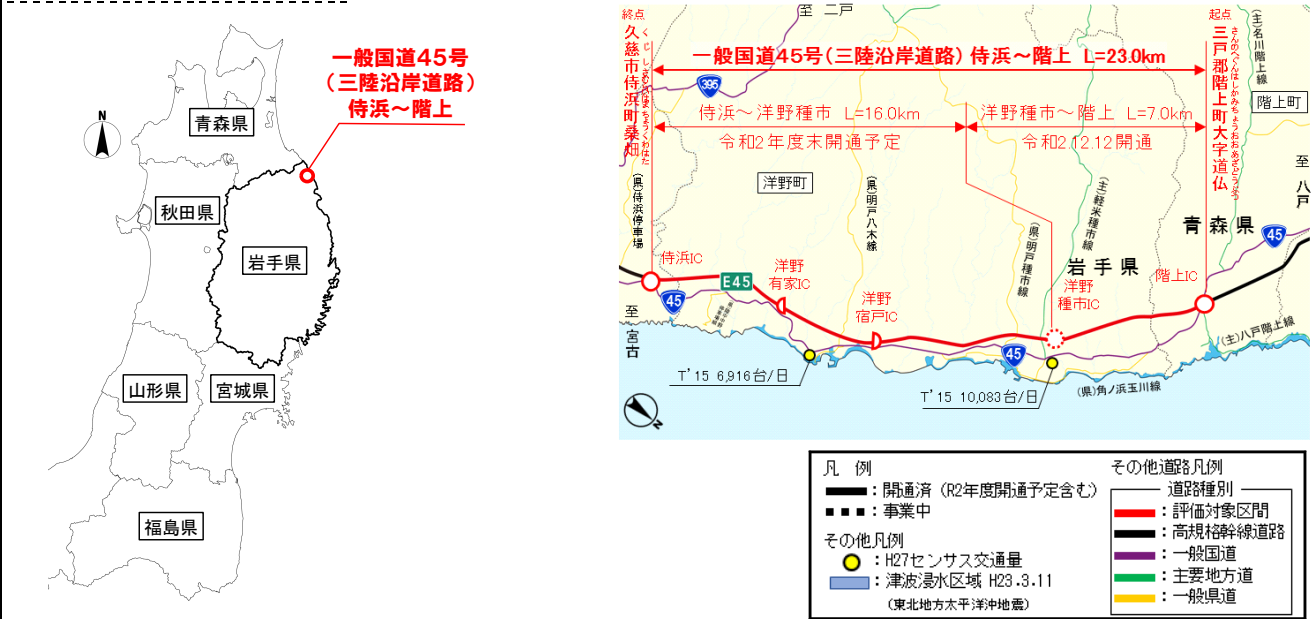 一般国道45号
（三陸沿岸道路）
侍浜～階上
N
青森県
秋田県
岩手県
山形県
宮城県
福島県
至 二戸
終点
久慈市侍浜町桑畑
くじしさむらいはまちょうくわはた
一般国道45号(三陸沿岸道路) 侍浜～階上 L=23.0km
起点
三戸郡階上町大字道仏
(主)名川階上線
階上町
395
侍浜～洋野種市 L=16.0km
令和2年度末開通予定
洋野種市～階上 L=7.0km
令和2.12.12開通
洋野町
(県)侍浜停車場
(県)明戸八木線
(県)明戸種市線
(主)軽米種市線
至 八戸
青森県
岩手県
45
侍浜IC
E45
洋野
有家IC
洋野
宿戸IC
洋野
種市IC
階上IC
45
45
至 宮古
(主)八戸階上線
(県)角ノ浜玉川線
T'15 6,916台/日
T'15 10,083台/日
N
凡 例
：開通済（R2年度開通予定含む）
：事業中
その他凡例
：H27センサス交通量
：津波浸水区域 H23.3.11
（東北地方太平洋沖地震）
その他道路凡例
道路種別
：評価対象区間
：高規格幹線道路
：一般国道
：主要地方道
：一般県道